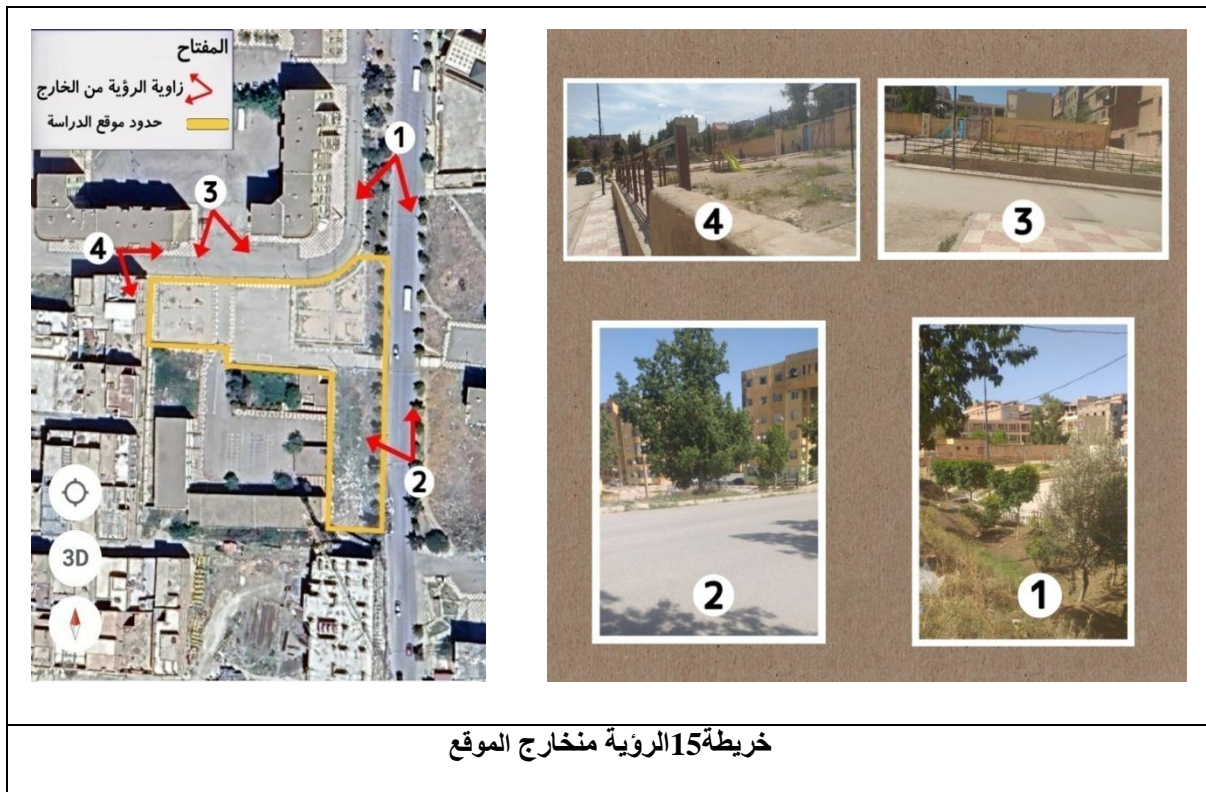 المفتاح
زاوية الرؤية من الخارج
حدود موقع الدراسة
1
3
4
2
3D
4
3
2
1
خريطة15الرؤية منخارج الموقع